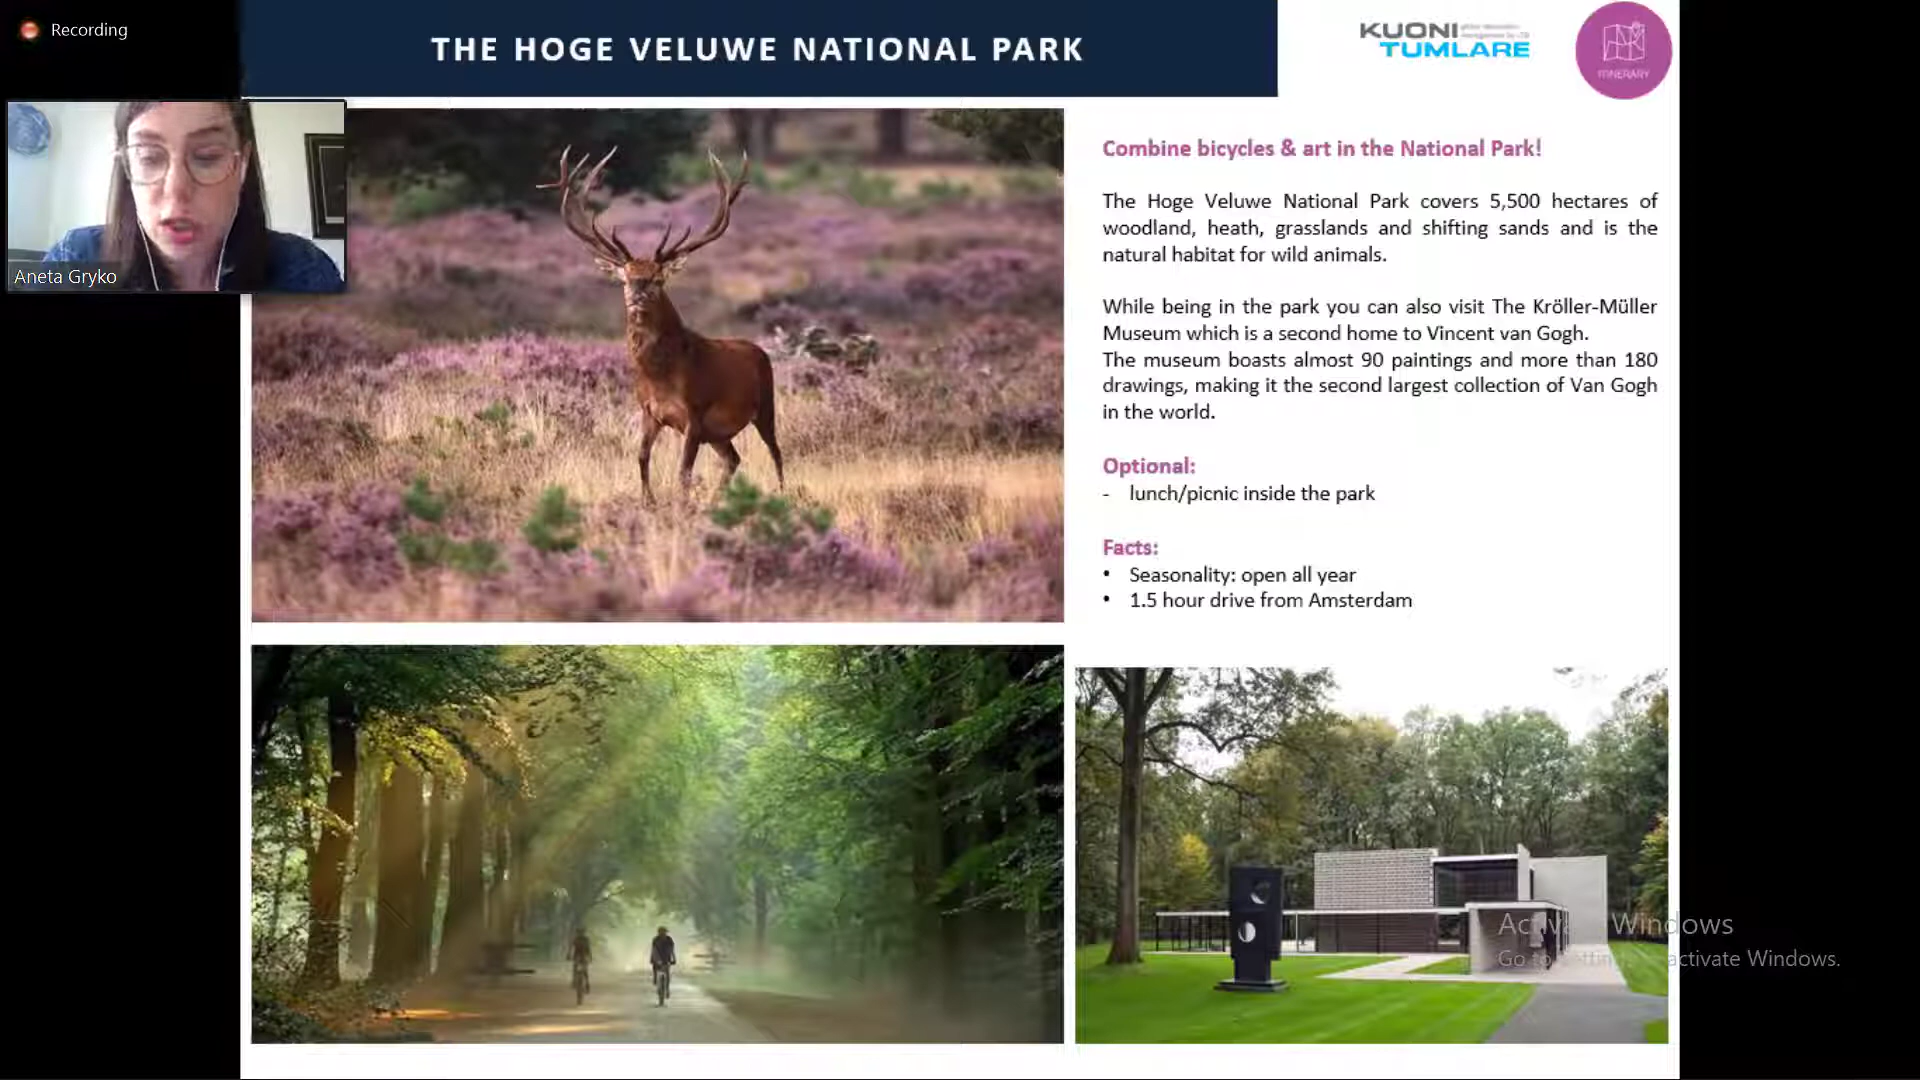 Recording
THE HOGE VELUWE NATIONAL PARK
KUONI
TUMLARE
ITINERARY
Aneta Gryko
Combine bicycles & art in the National Park!
The Hoge Veluwe National Park covers 5,500 hectares of
woodland, heath, grasslands and shifting sands and is the
natural habitat for wild animals.
While being in the park you can also visit The Kröller-Müller
Museum which is a second home to Vincent van Gogh.
The museum boasts almost 90 paintings and more than 180
drawings, making it the second largest collection of Van Gogh
in the world.
Optional:
- lunch/picnic inside the park
Facts:
• Seasonality: open all year
• 1.5 hour drive from Amsterdam
Windows
Go to activate Windows.